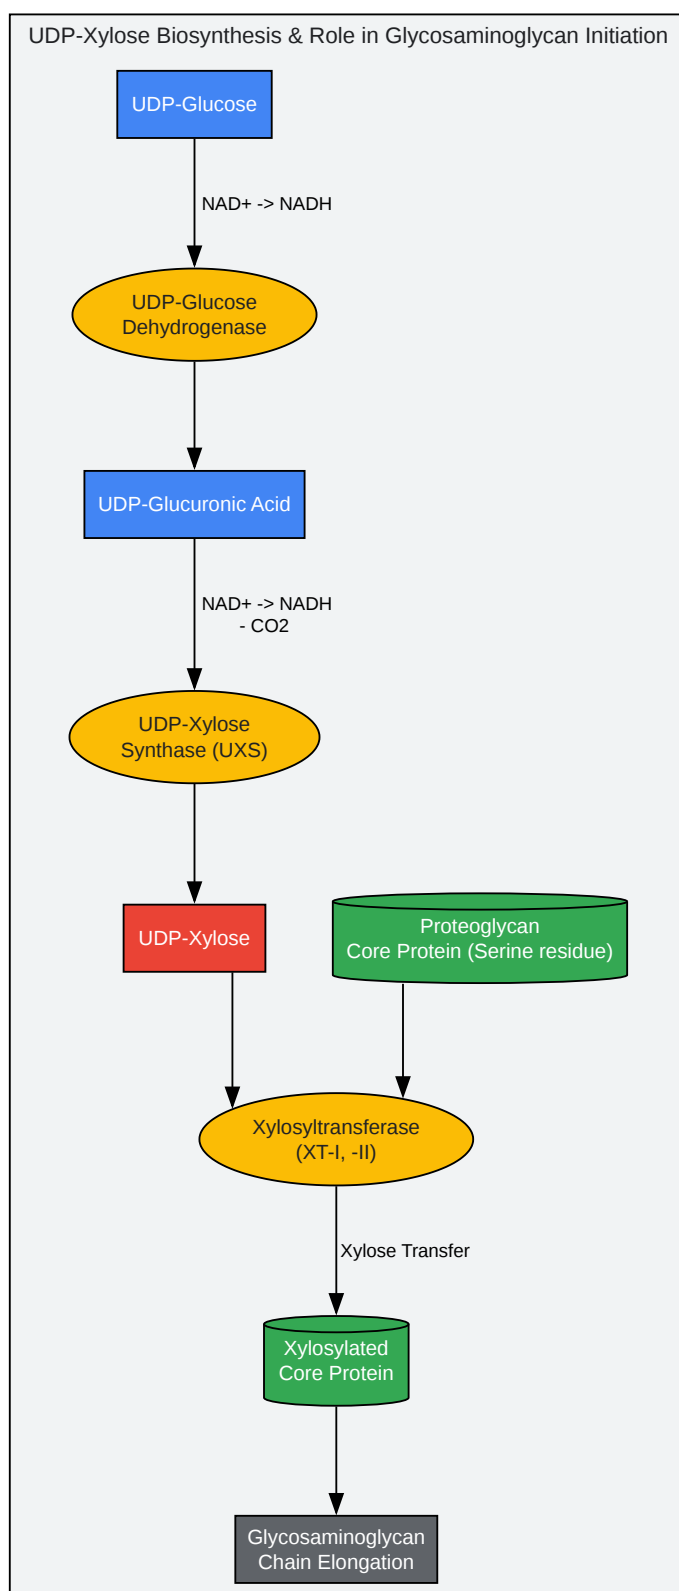 UDP-Xylose Biosynthesis & Role in Glycosaminoglycan Initiation
UDP-Glucose
NAD+ -> NADH
UDP-Glucose
Dehydrogenase
UDP-Glucuronic Acid
NAD+ -> NADH
- CO2
UDP-Xylose
Synthase (UXS)
UDP-Xylose
Proteoglycan
Core Protein (Serine residue)
Xylosyltransferase
(XT-I, -II)
Xylose Transfer
Xylosylated
Core Protein
Glycosaminoglycan
Chain Elongation